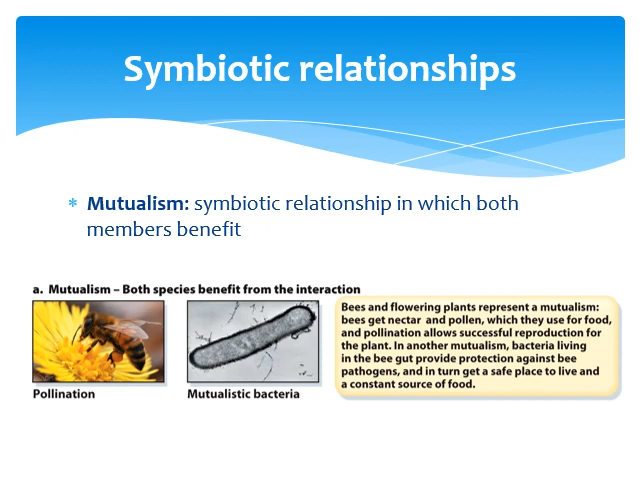 Symbiotic relationships
* Mutualism: symbiotic relationship in which both
members benefit
a. Mutualism – Both species benefit from the interaction
Bees and flowering plants represent a mutualism:
bees get nectar and pollen, which they use for food,
and pollination allows successful reproduction for
the plant. In another mutualism, bacteria living
in the bee gut provide protection against bee
pathogens, and in turn get a safe place to live and
a constant source of food.
Pollination
Mutualistic bacteria